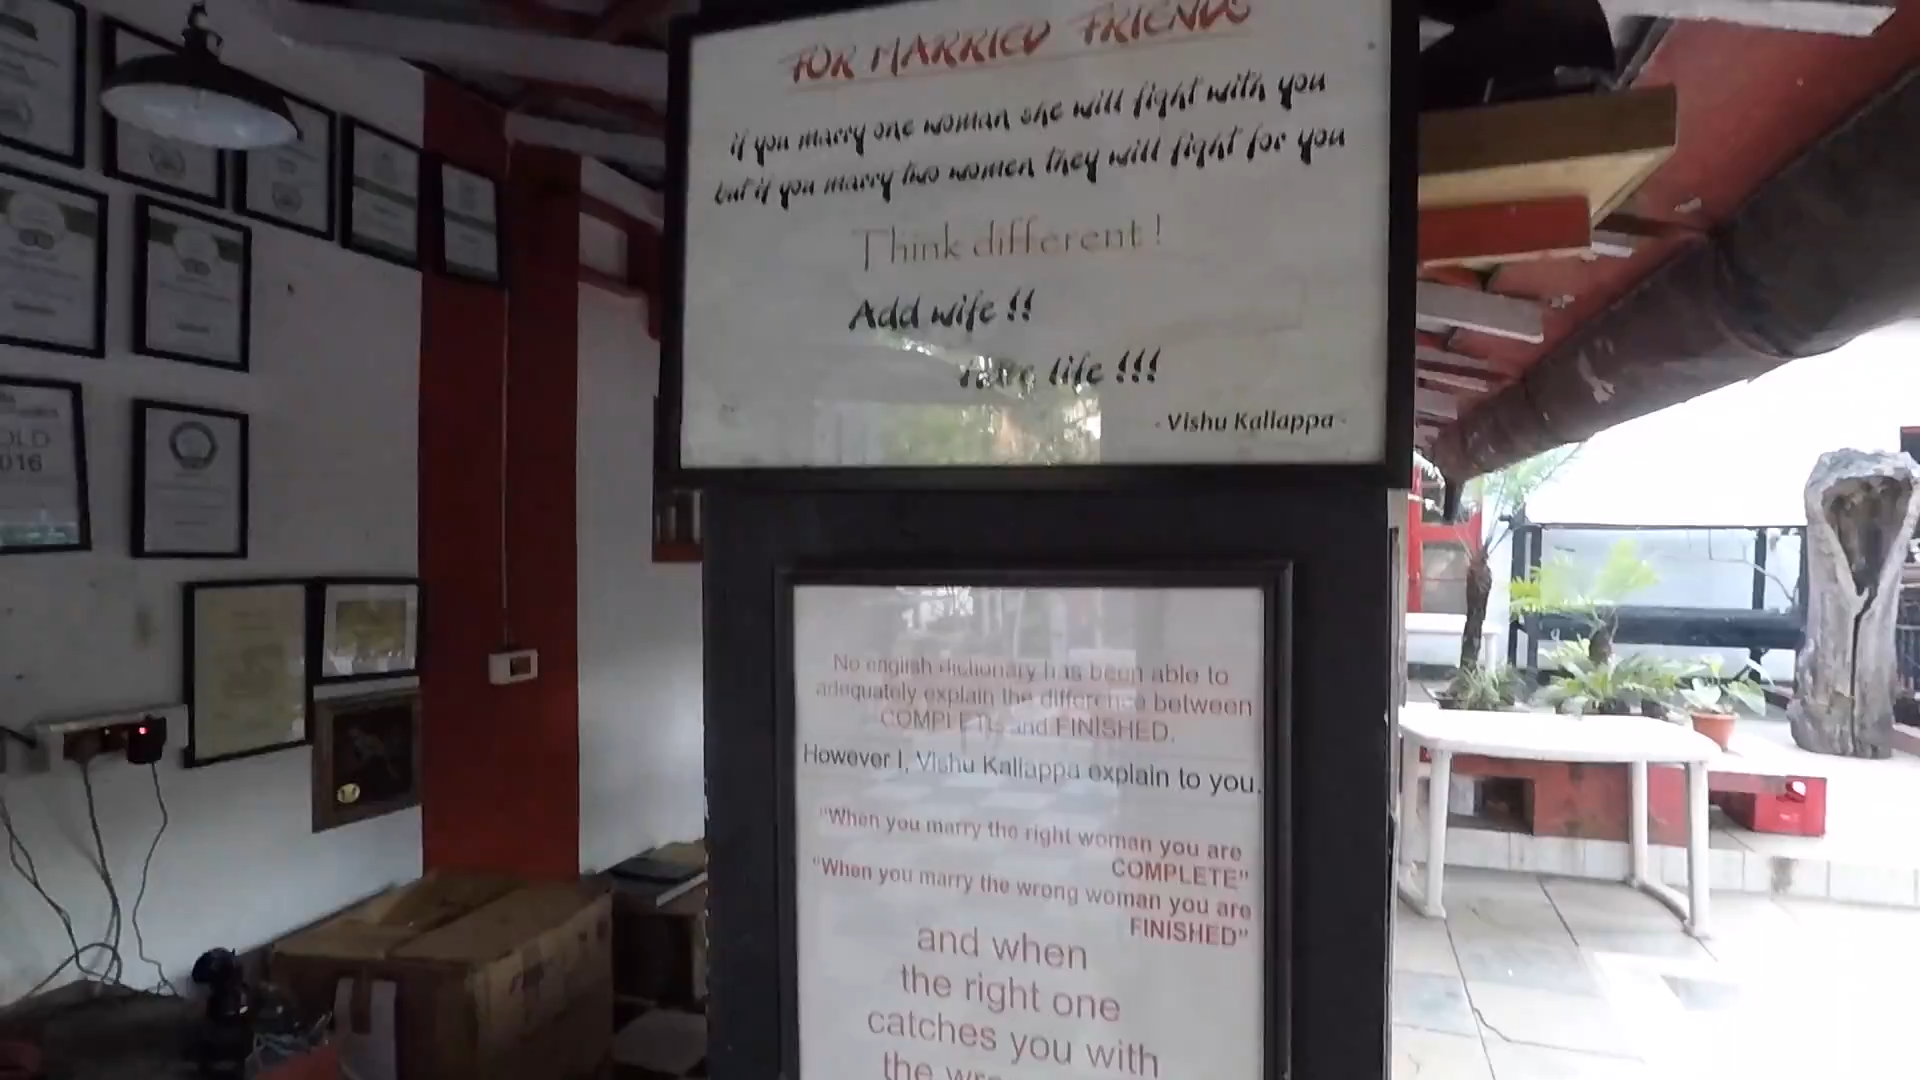 FOR MARRIED FRIENDS
if you marry one woman she will fight with you
but if you marry two women they will fight for you
Think different !
Add wife !!
life !!!
- Vishu Kallappa -
No english dictionary has been able to
adequately explain the difference between
COMPLETE and FINISHED.
However I, Vishu Kallappa explain to you.
"When you marry the right woman you are
COMPLETE"
"When you marry the wrong woman you are
FINISHED"
and when
the right one
catches you with
the
OLD
016